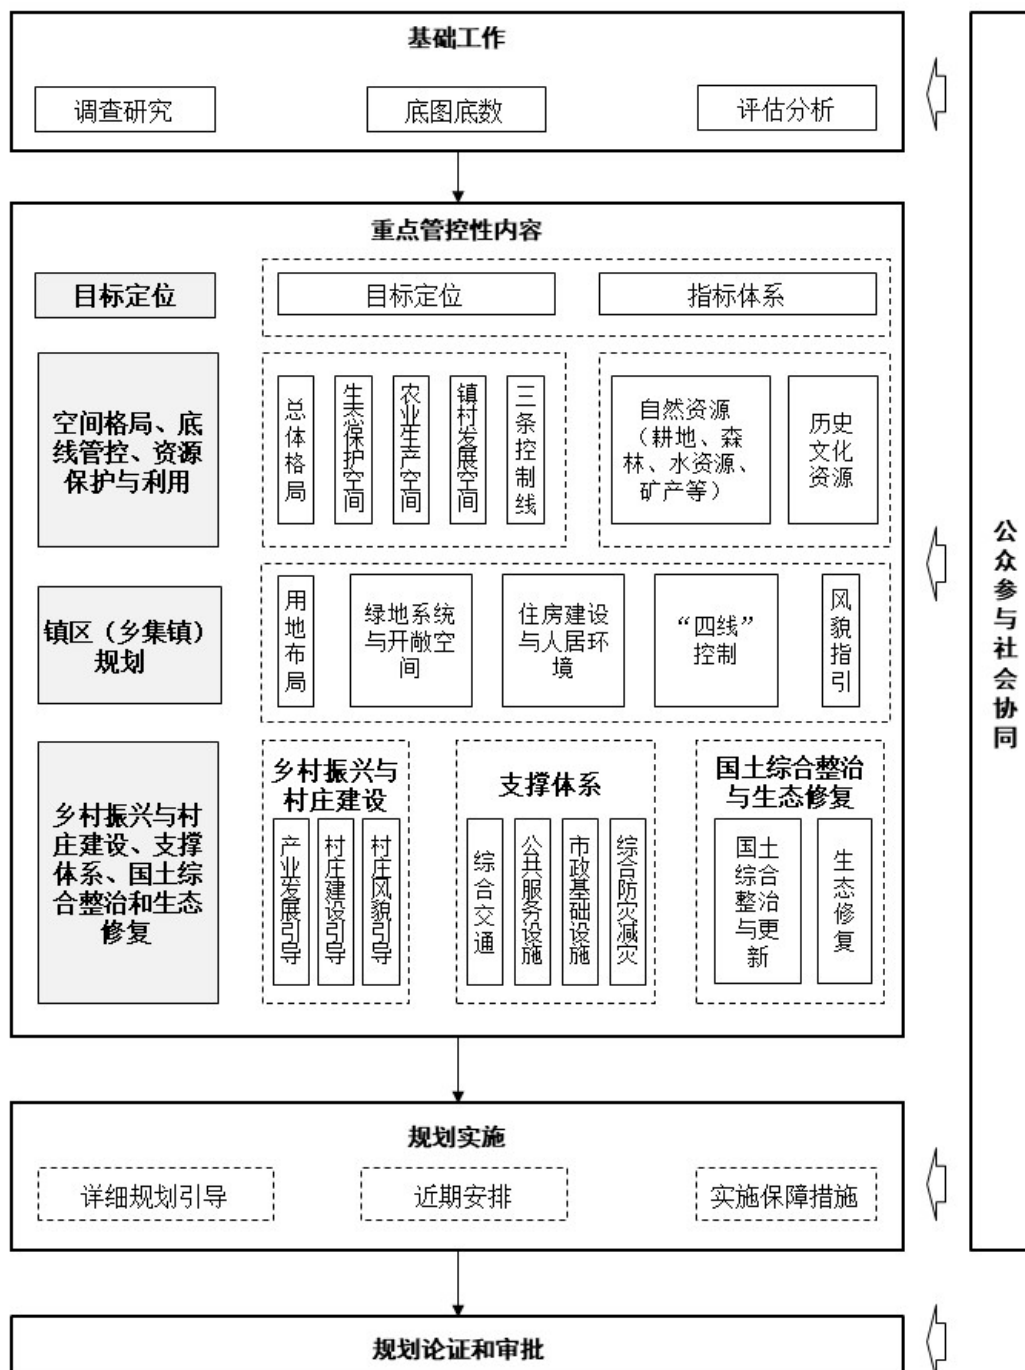 基础工作
调查研究
底图底数
评估分析
重点管控性内容
目标定位
目标定位
指标体系
空间格局、底
线管控、资源
保护与利用
总体格局
生态保护空间
农业生产空间
镇村发展空间
三条控制线
自然资源
（耕地、森
林、水资源、
矿产等）
历史
文化
资源
镇区（乡集镇）
规划
用地布局
绿地系统
与开敞空
间
住房建设
与人居环
境
“四线”
控制
风貌指引
乡村振兴与村
庄建设、支撑
体系、国土综
合整治和生态
修复
乡村振兴与
村庄建设
产业发展引导
村庄建设引导
村庄风貌引导
支撑体系
综合交通
公共服务设施
市政基础设施
综合防灾减灾
国土综合整治
与生态修复
国土
综合
整治
与更
新
生态修复
规划实施
详细规划引导
近期安排
实施保障措施
规划论证和审批
公众参与社会协同